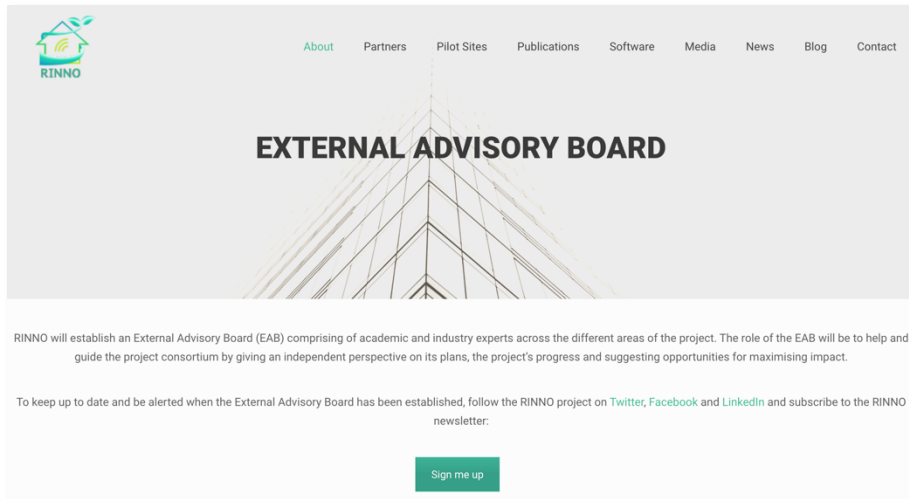 RINNO
About Partners Pilot Sites Publications Software Media News Blog Contact
EXTERNAL ADVISORY BOARD
RINNO will establish an External Advisory Board (EAB) comprising of academic and industry experts across the different areas of the project. The role of the EAB will be to help and
guide the project consortium by giving an independent perspective on its plans, the project's progress and suggesting opportunities for maximising impact.
To keep up to date and be alerted when the External Advisory Board has been established, follow the RINNO project on Twitter, Facebook and LinkedIn and subscribe to the RINNO
newsletter:
Sign me up